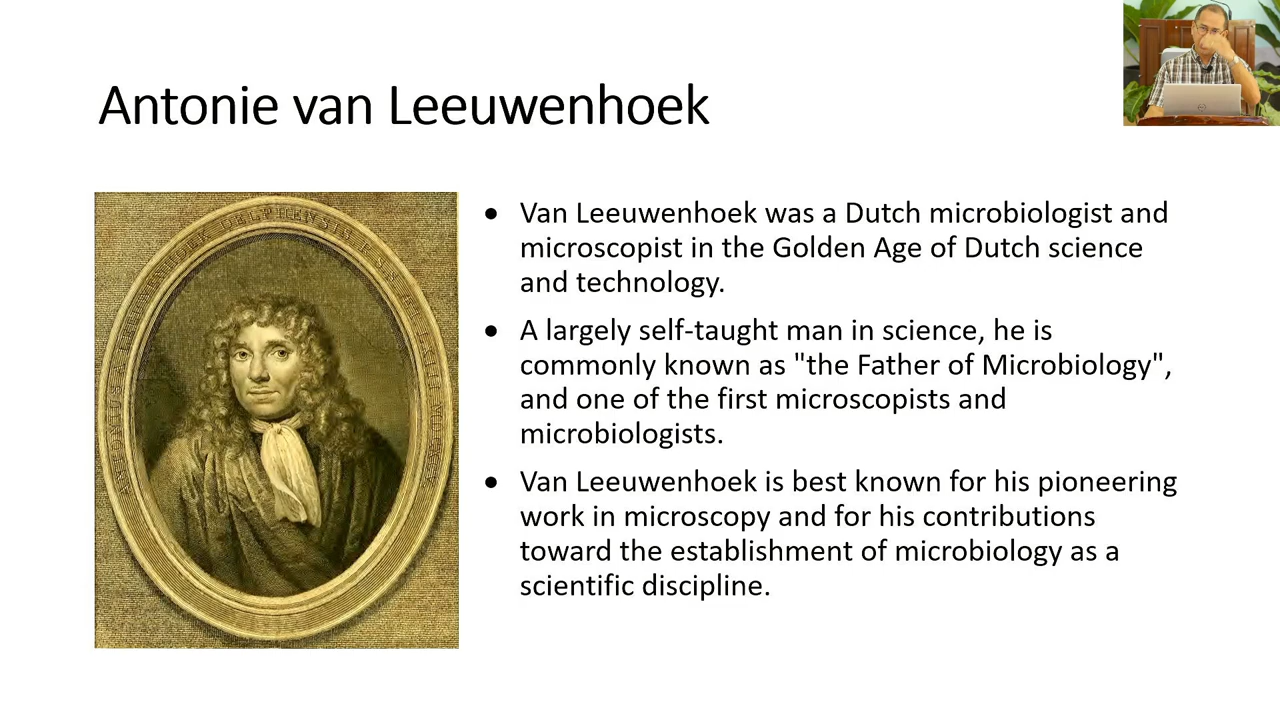 Antonie van Leeuwenhoek
● Van Leeuwenhoek was a Dutch microbiologist and
microscopist in the Golden Age of Dutch science
and technology.
● A largely self-taught man in science, he is
commonly known as "the Father of Microbiology",
and one of the first microscopists and
microbiologists.
● Van Leeuwenhoek is best known for his pioneering
work in microscopy and for his contributions
toward the establishment of microbiology as a
scientific discipline.